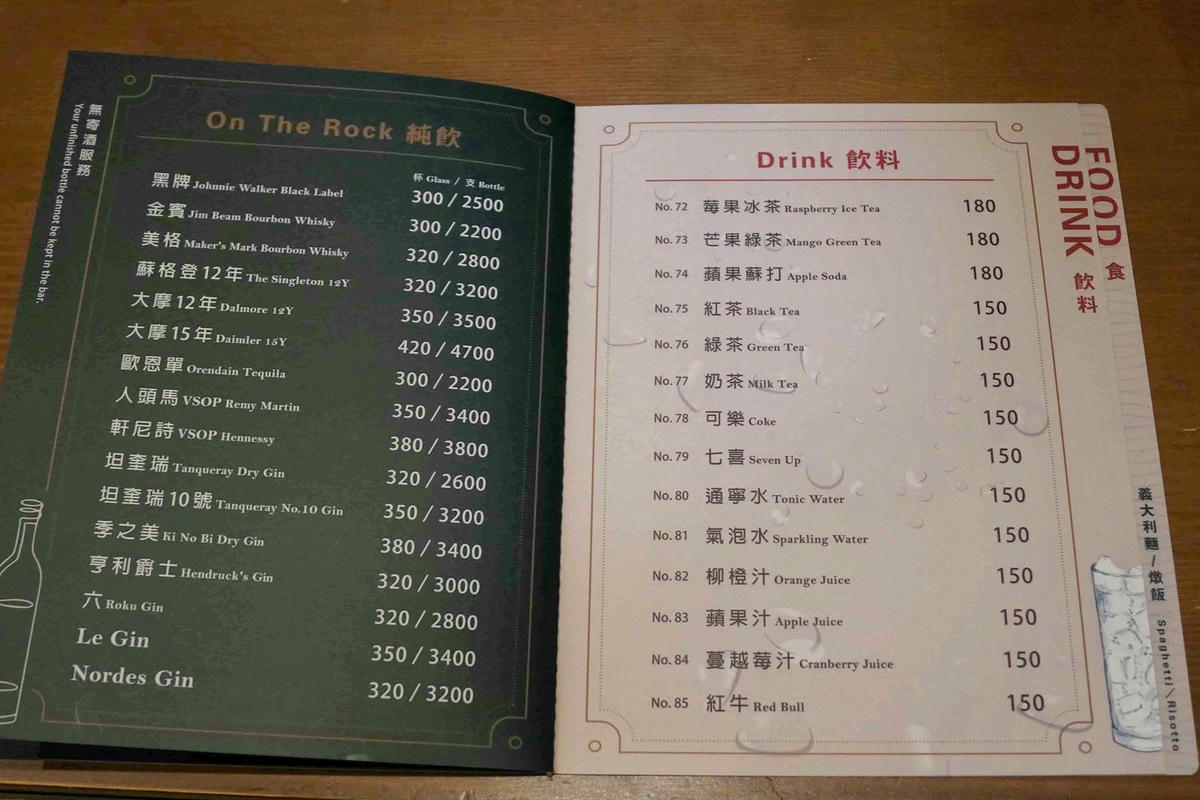 無寄酒服務
Your unfinished bottle cannot be kept in the bar.
On The Rock 純飲
杯 Glass / 支 Bottle
黑牌 Johnnie Walker Black Label 300 / 2500
金賓 Jim Beam Bourbon Whisky 300 / 2200
美格 Maker's Mark Bourbon Whisky 320 / 2800
蘇格登12年 The Singleton 12Y 320 / 3200
大摩12年 Dalmore 12Y 350 / 3500
大摩15年 Daimler 15Y 420 / 4700
歐恩單 Orendain Tequila 300 / 2200
人頭馬 VSOP Remy Martin 350 / 3400
軒尼詩 VSOP Hennessy 380 / 3800
坦奎瑞 Tanqueray Dry Gin 320 / 2600
坦奎瑞10號 Tanqueray No.10 Gin 350 / 3200
季之美 Ki No Bi Dry Gin 380 / 3400
亨利爵士 Hendruck's Gin 320 / 3000
六 Roku Gin 320 / 2800
Le Gin 350 / 3400
Nordes Gin 320 / 3200
Drink 飲料
No. 72 莓果冰茶 Raspberry Ice Tea 180
No. 73 芒果綠茶 Mango Green Tea 180
No. 74 蘋果蘇打 Apple Soda 180
No. 75 紅茶 Black Tea 150
No. 76 綠茶 Green Tea 150
No. 77 奶茶 Milk Tea 150
No. 78 可樂 Coke 150
No. 79 七喜 Seven Up 150
No. 80 通寧水 Tonic Water 150
No. 81 氣泡水 Sparkling Water 150
No. 82 柳橙汁 Orange Juice 150
No. 83 蘋果汁 Apple Juice 150
No. 84 蔓越莓汁 Cranberry Juice 150
No. 85 紅牛 Red Bull 150
FOOD 食
DRINK 飲料
義大利麵/燉飯 Spaghetti/Risotto